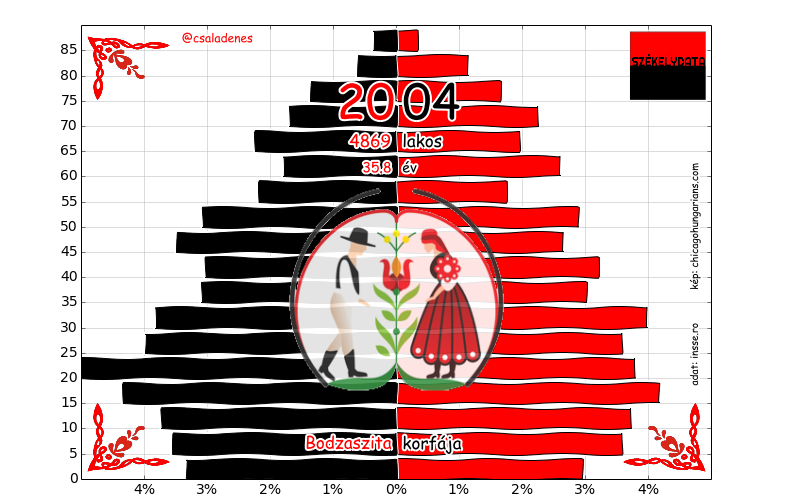 @csaladenes
SZÉKELYDATA
2004
4869 lakos
35.8 év
kép: chicagohungarians.com
adat: insse.ro
Bodzaszita korfája
85
80
75
70
65
60
55
50
45
40
35
30
25
20
15
10
5
0
4% 3% 2% 1% 0% 1% 2% 3% 4%